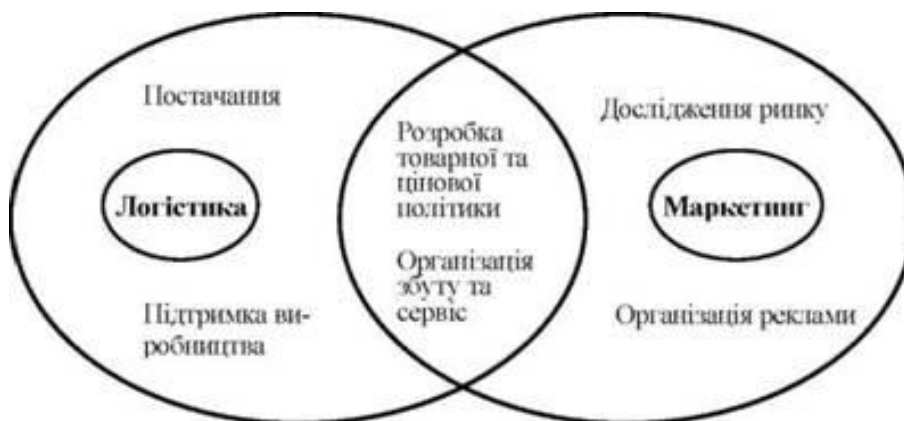 Постачання
Логістика
Підтримка ви-
робництва
Розробка
товарної та
цінової
політики
Організація
збуту та
сервіс
Дослідження ринку
Маркетинг
Організація реклами